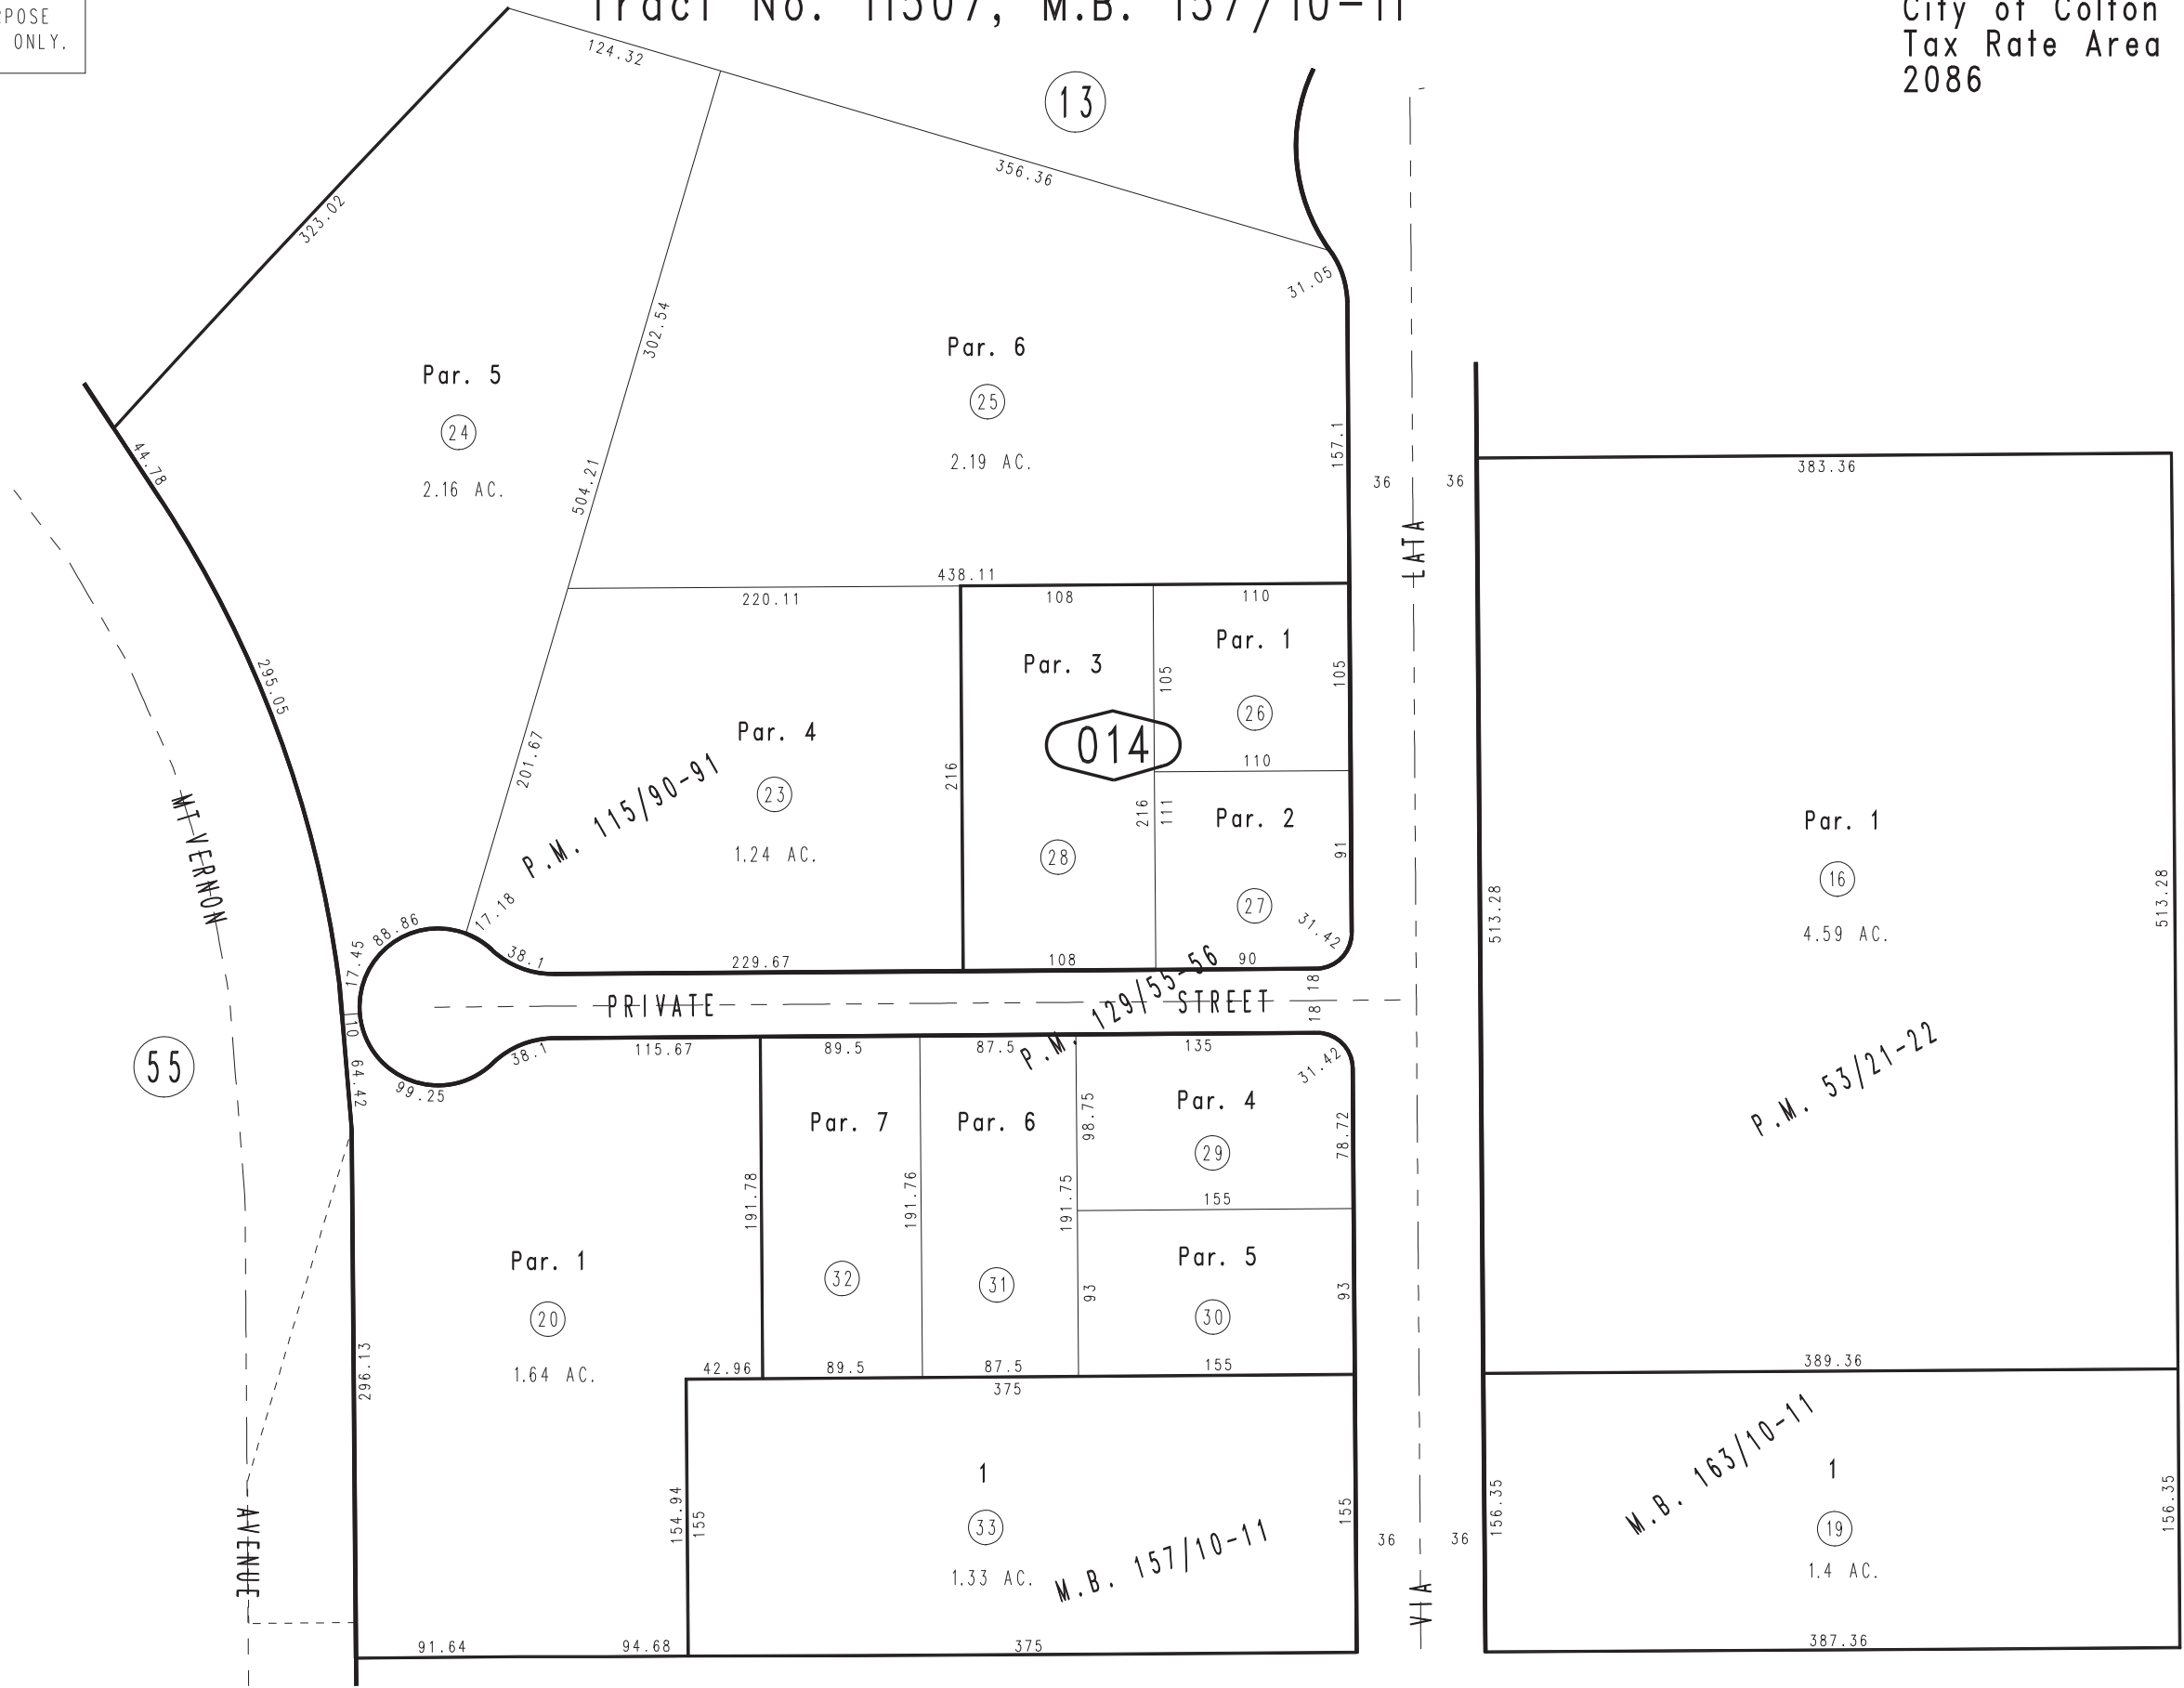 RPOSE
ONLY.
Tract No. 11507, M.B. 157/10-11
City of Colton
Tax Rate Area
2086
124.32
13
356.36
323.02
31.05
302.54
Par. 5
24
2.16 AC.
Par. 6
25
2.19 AC.
44.78
504.21
157.1
36
36
LATA
383.36
438.11
220.11
108
110
295.05
Par. 4
23
1.24 AC.
201.67
P.M. 115/90-91
216
Par. 3
014
28
216
105
Par. 1
26
105
110
111
Par. 2
27
91
31.42
Par. 1
16
4.59 AC.
513.28
513.28
P.M. 53/21-22
MT VERNON
88.86
17.18
17.45
38.1
229.67
108
90
PRIVATE STREET
P.M. 129/55-56
18
18
10
55
64.42
99.25
38.1
115.67
89.5
87.5
135
31.42
Par. 7
32
Par. 6
31
98.75
Par. 4
29
78.72
155
191.78
191.76
191.75
Par. 5
30
93
93
Par. 1
20
1.64 AC.
296.13
42.96
89.5
87.5
155
375
389.36
1
33
1.33 AC.
154.94
155
155
M.B. 157/10-11
36
36
VIA
M.B. 163/10-11
1
19
1.4 AC.
156.35
156.35
AVENUE
91.64
94.68
375
387.36